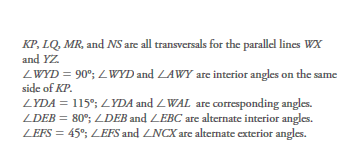 KP, LQ, MR, and NS are all transversals for the parallel lines WX
and YZ.
∠WYD = 90°; ∠WYD and ∠AWY are interior angles on the same
side of KP.
∠YDA = 115°; ∠YDA and ∠WAL are corresponding angles.
∠DEB = 80°; ∠DEB and ∠EBC are alternate interior angles.
∠EFS = 45°; ∠EFS and ∠NCX are alternate exterior angles.